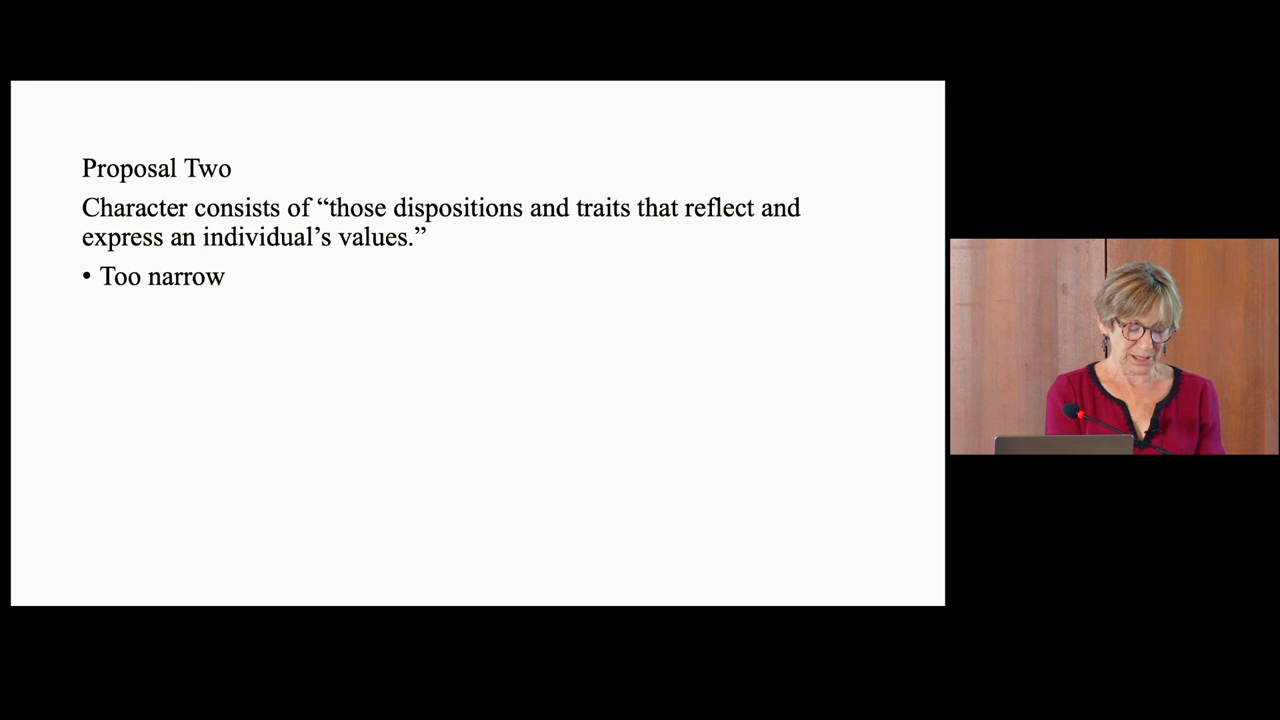 Proposal Two
Character consists of “those dispositions and traits that reflect and
express an individual’s values.”
• Too narrow